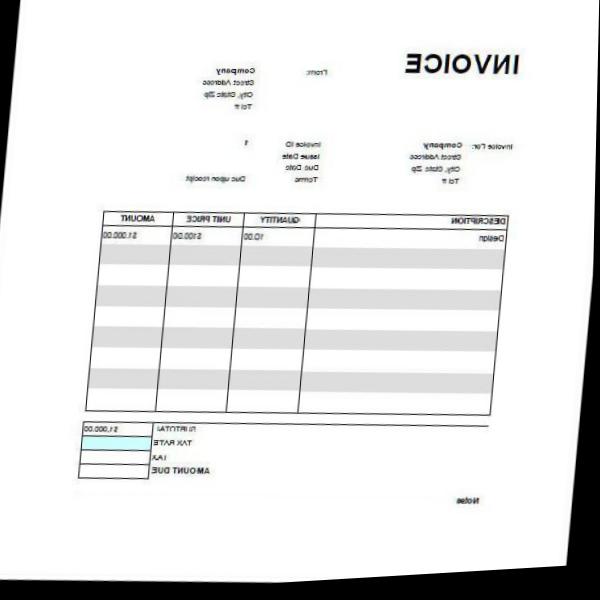 INVOICE
From: Company
Street Address
City, State Zip
Tel #
Invoice For: Company
Street Address
City, State Zip
Tel #
Invoice ID 1
Issue Date
Due Date
Terms Due upon receipt
DESCRIPTION QUANTITY UNIT PRICE AMOUNT
Design 10.00 $100.00 $1,000.00
SUBTOTAL $1,000.00
TAX RATE
TAX
AMOUNT DUE
Notes